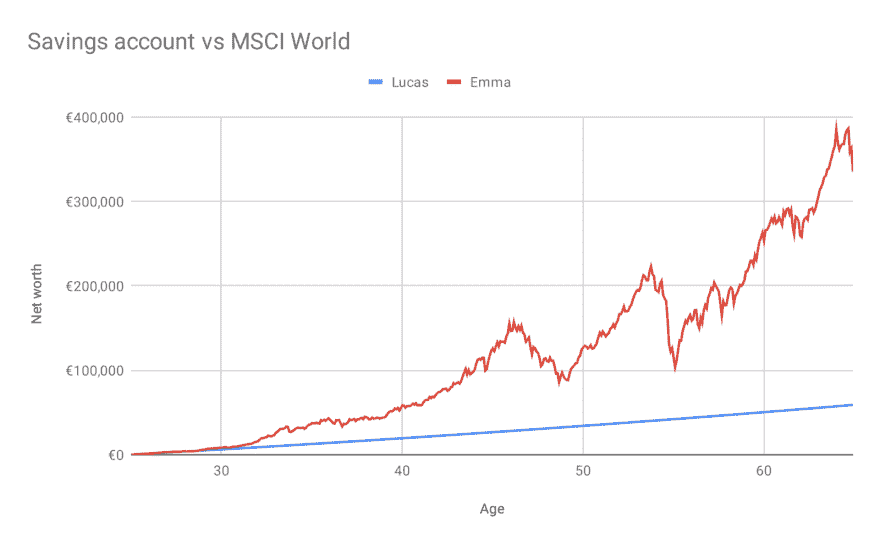 Savings account vs MSCI World
Lucas Emma
€400,000
€300,000
€200,000
€100,000
€0
Net worth
30 40 50 60
Age